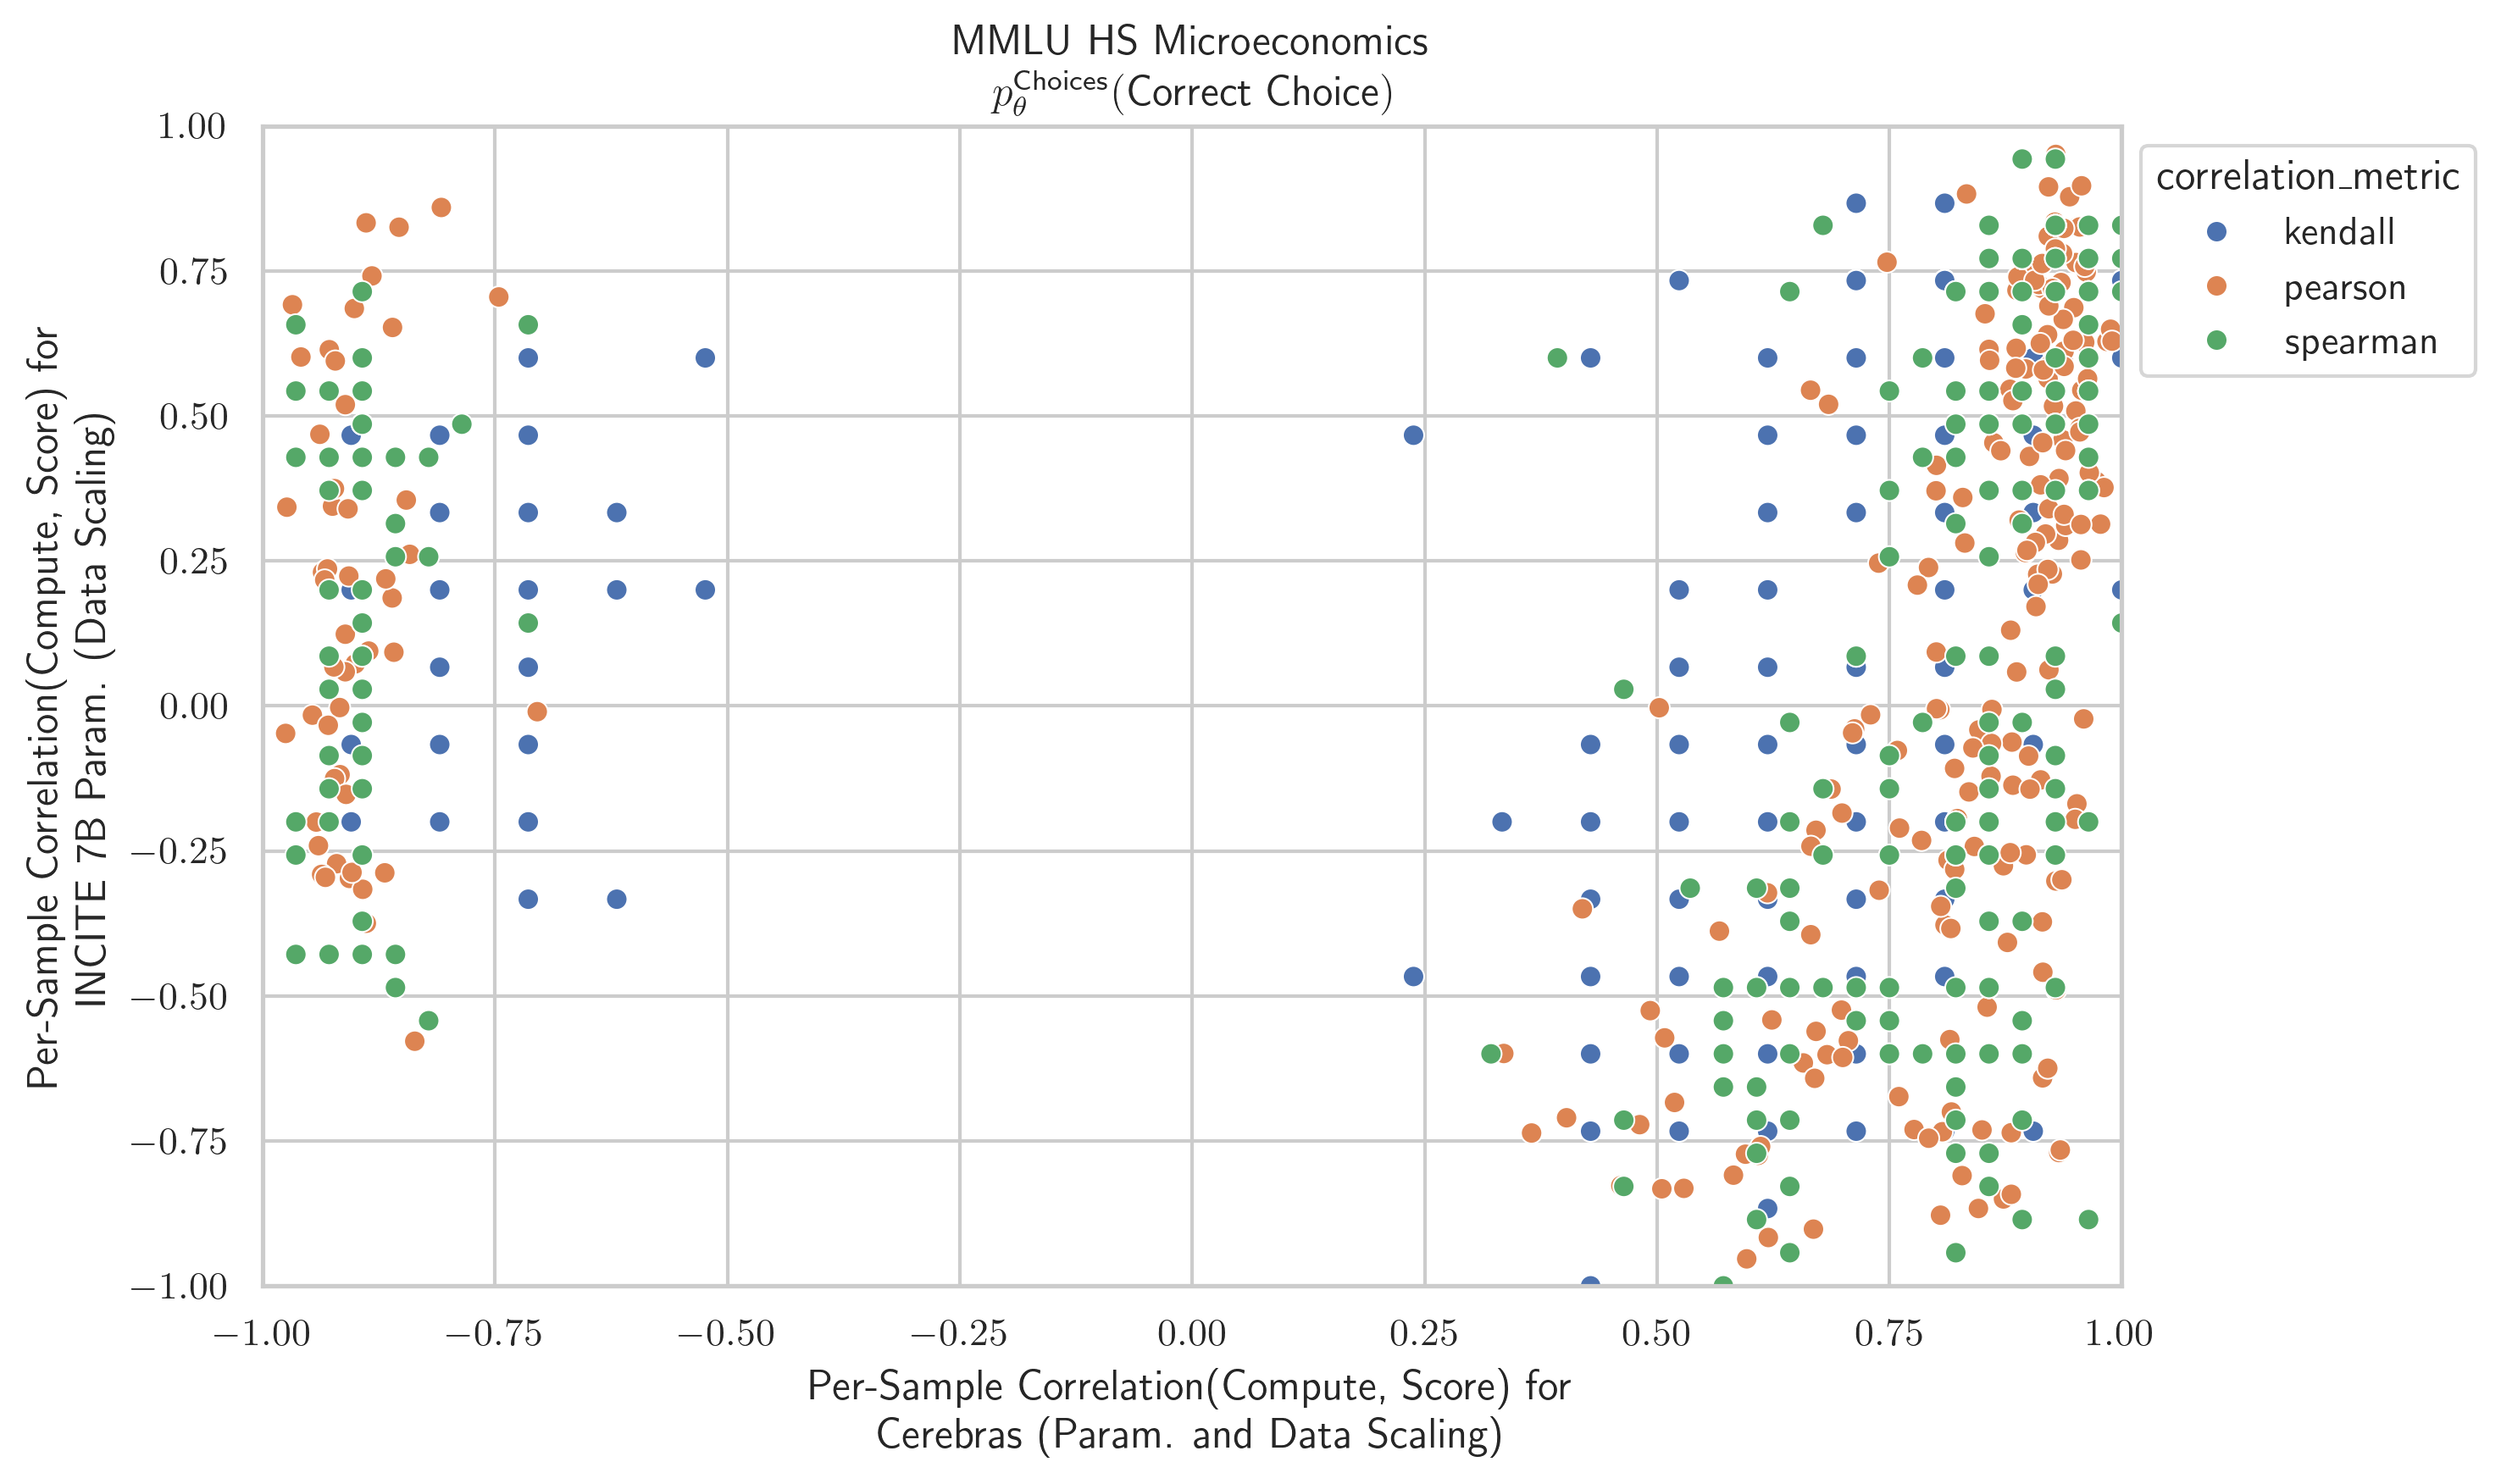 MMLU HS Microeconomics
p_θ^Choices(Correct Choice)
1.00
0.75
0.50
0.25
0.00
−0.25
−0.50
−0.75
−1.00
Per-Sample Correlation(Compute, Score) for
INCITE 7B Param. (Data Scaling)
−1.00 −0.75 −0.50 −0.25 0.00 0.25 0.50 0.75 1.00
Per-Sample Correlation(Compute, Score) for
Cerebras (Param. and Data Scaling)
correlation_metric
kendall
pearson
spearman